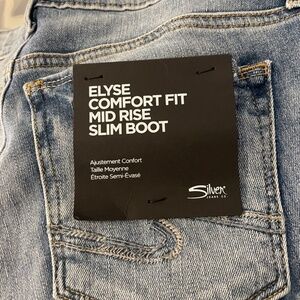 ELYSE
COMFORT FIT
MID RISE
SLIM BOOT
Ajustement Confort
Taille Moyenne
Étroite Semi-Évasé
Silver
JEANS CO.